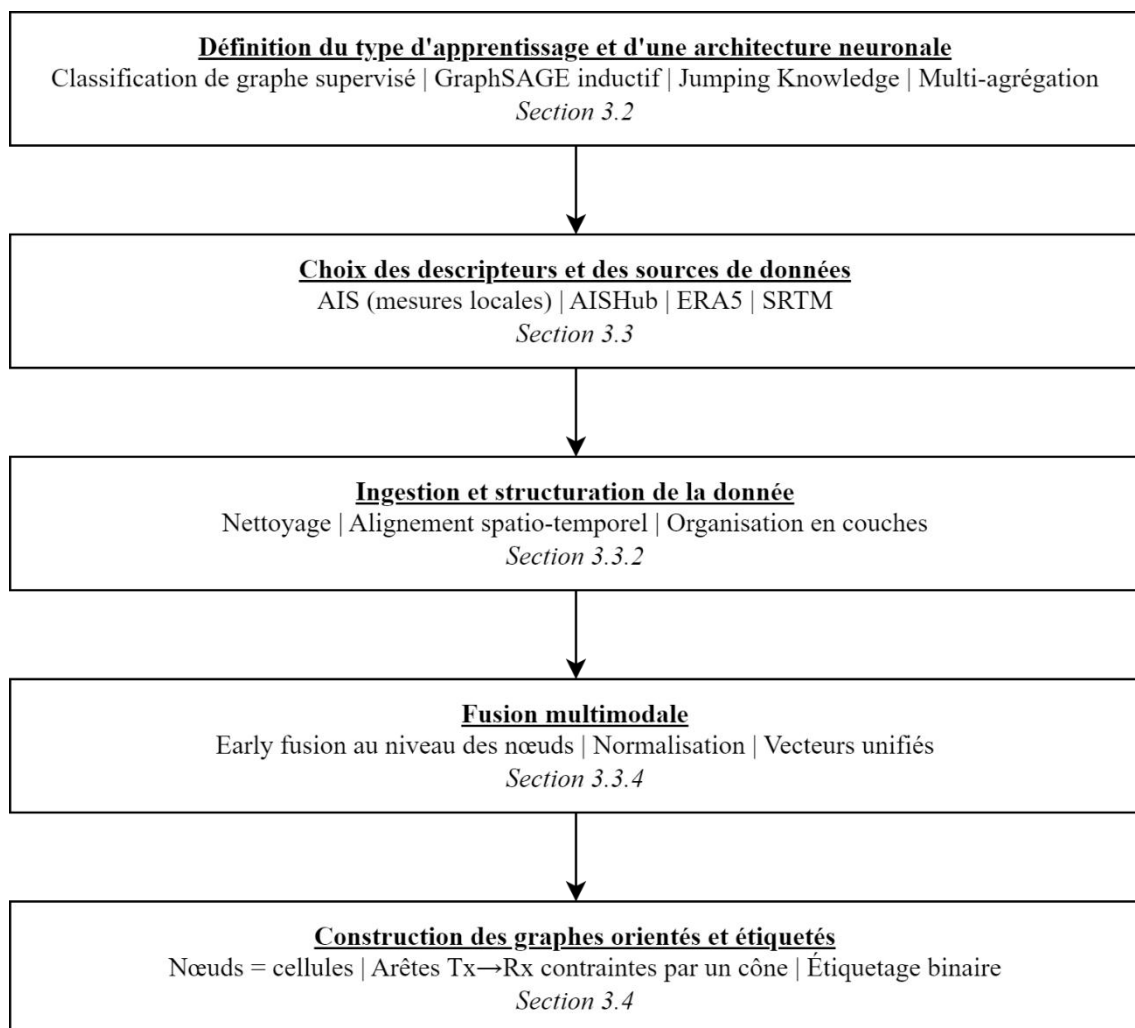 Définition du type d'apprentissage et d'une architecture neuronale
Classification de graphe supervisé | GraphSAGE inductif | Jumping Knowledge | Multi-agrégation
Section 3.2
Choix des descripteurs et des sources de données
AIS (mesures locales) | AISHub | ERA5 | SRTM
Section 3.3
Ingestion et structuration de la donnée
Nettoyage | Alignement spatio-temporel | Organisation en couches
Section 3.3.2
Fusion multimodale
Early fusion au niveau des nœuds | Normalisation | Vecteurs unifiés
Section 3.3.4
Construction des graphes orientés et étiquetés
Nœuds = cellules | Arêtes Tx→Rx contraintes par un cône | Étiquetage binaire
Section 3.4